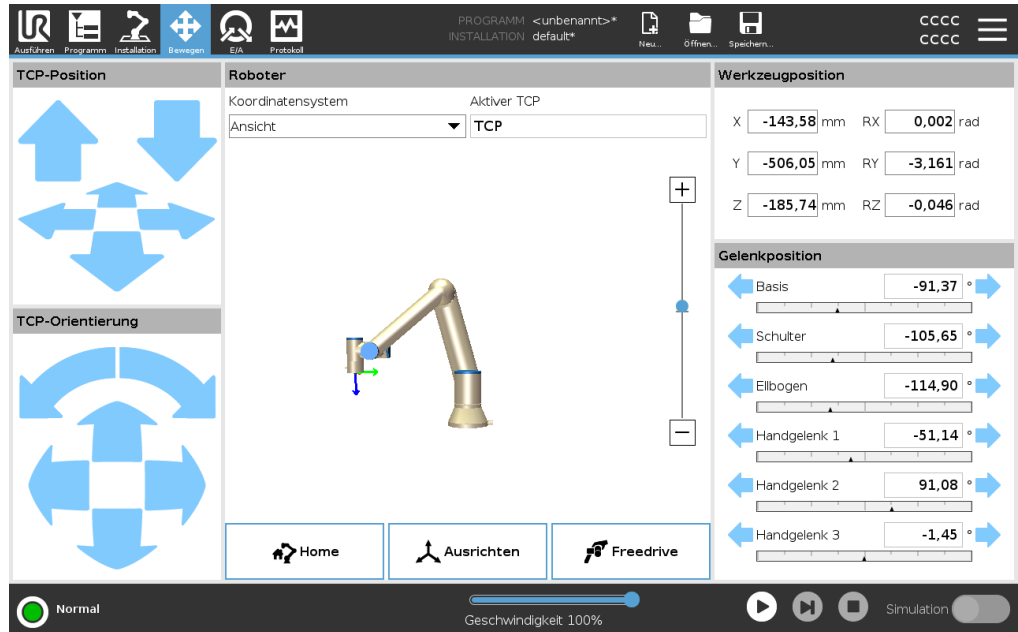 PROGRAMM <unbenannt>*
INSTALLATION default*
Ausführen Programm Installation Bewegen E/A Protokoll Neu... Öffnen... Speichern...
CCCC
CCCC
TCP-Position
Roboter
Werkzeugposition
Koordinatensystem Aktiver TCP
Ansicht TCP
X -143,58 mm RX 0,002 rad
Y -506,05 mm RY -3,161 rad
Z -185,74 mm RZ -0,046 rad
Gelenkposition
Basis -91,37 °
TCP-Orientierung
Schulter -105,65 °
Ellbogen -114,90 °
Handgelenk 1 -51,14 °
Handgelenk 2 91,08 °
Handgelenk 3 -1,45 °
Home Ausrichten Freedrive
Normal
Geschwindigkeit 100%
Simulation